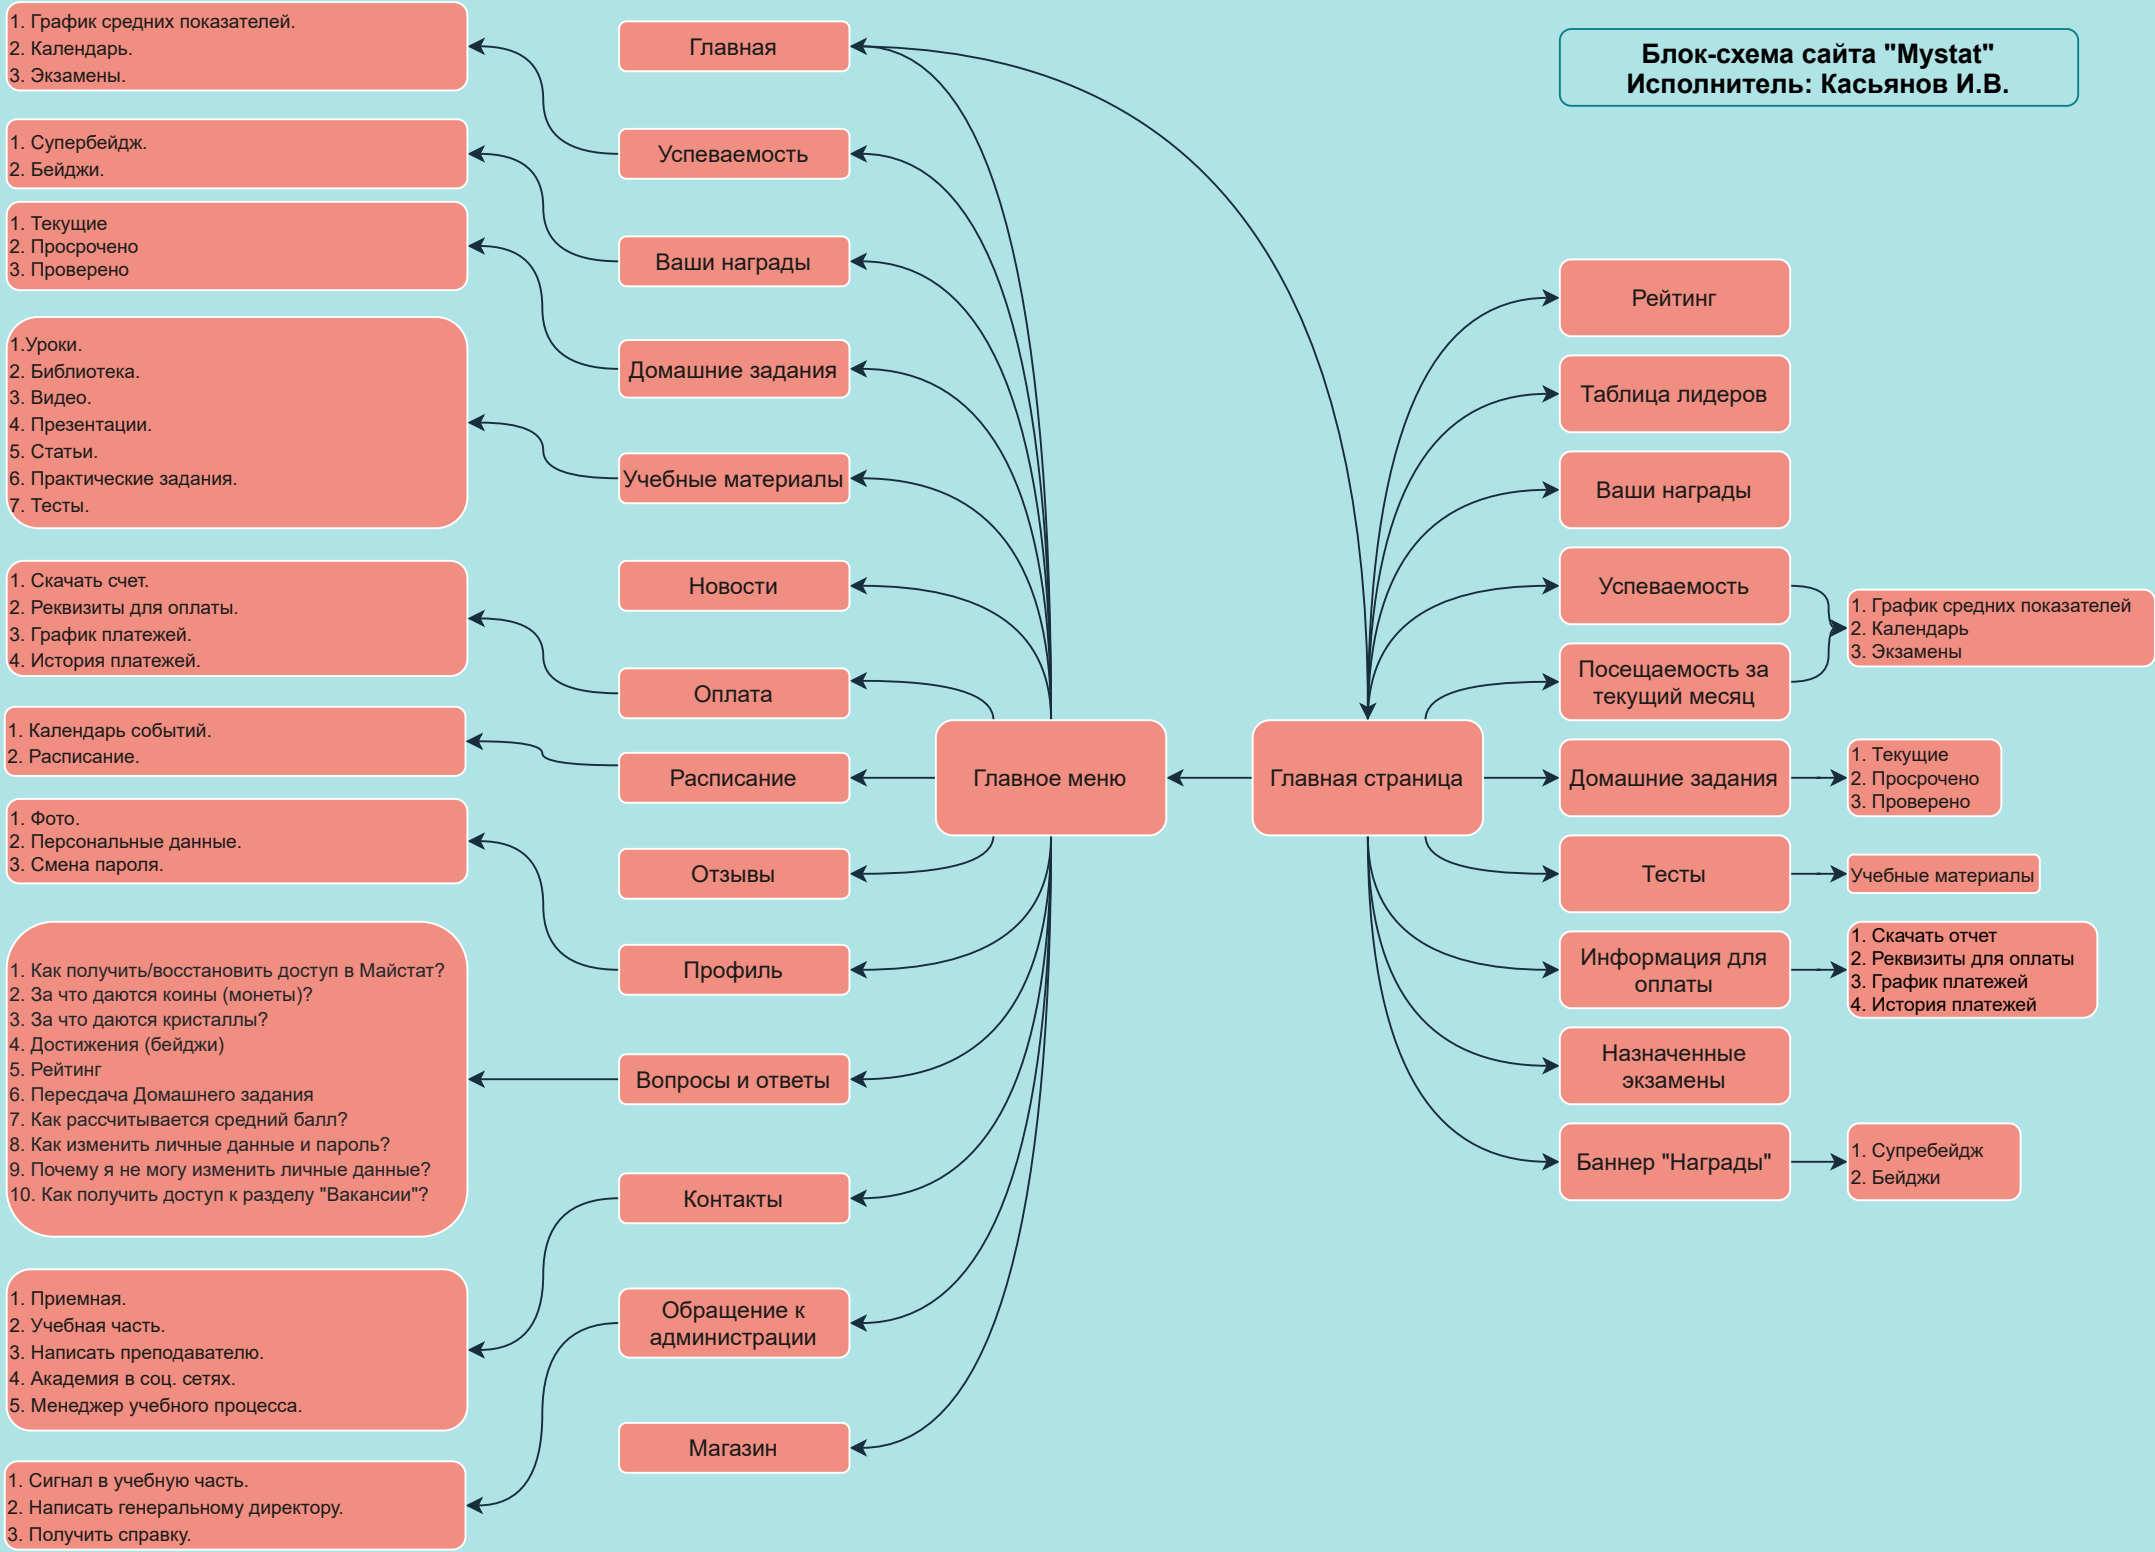 Блок-схема сайта "Mystat"
Исполнитель: Касьянов И.В.
1. График средних показателей.
2. Календарь.
3. Экзамены.
1. Супербейдж.
2. Бейджи.
1. Текущие
2. Просрочено
3. Проверено
1.Уроки.
2. Библиотека.
3. Видео.
4. Презентации.
5. Статьи.
6. Практические задания.
7. Тесты.
1. Скачать счет.
2. Реквизиты для оплаты.
3. График платежей.
4. История платежей.
1. Календарь событий.
2. Расписание.
1. Фото.
2. Персональные данные.
3. Смена пароля.
1. Как получить/восстановить доступ в Майстат?
2. За что даются коины (монеты)?
3. За что даются кристаллы?
4. Достижения (бейджи)
5. Рейтинг
6. Пересдача Домашнего задания
7. Как рассчитывается средний балл?
8. Как изменить личные данные и пароль?
9. Почему я не могу изменить личные данные?
10. Как получить доступ к разделу "Вакансии"?
1. Приемная.
2. Учебная часть.
3. Написать преподавателю.
4. Академия в соц. сетях.
5. Менеджер учебного процесса.
1. Сигнал в учебную часть.
2. Написать генеральному директору.
3. Получить справку.
Главная
Успеваемость
Ваши награды
Домашние задания
Учебные материалы
Новости
Оплата
Расписание
Отзывы
Профиль
Вопросы и ответы
Контакты
Обращение к
администрации
Магазин
Главное меню
Главная страница
Рейтинг
Таблица лидеров
Ваши награды
Успеваемость
Посещаемость за
текущий месяц
Домашние задания
Тесты
Информация для
оплаты
Назначенные
экзамены
Баннер "Награды"
1. График средних показателей
2. Календарь
3. Экзамены
1. Текущие
2. Просрочено
3. Проверено
Учебные материалы
1. Скачать отчет
2. Реквизиты для оплаты
3. График платежей
4. История платежей
1. Супребейдж
2. Бейджи